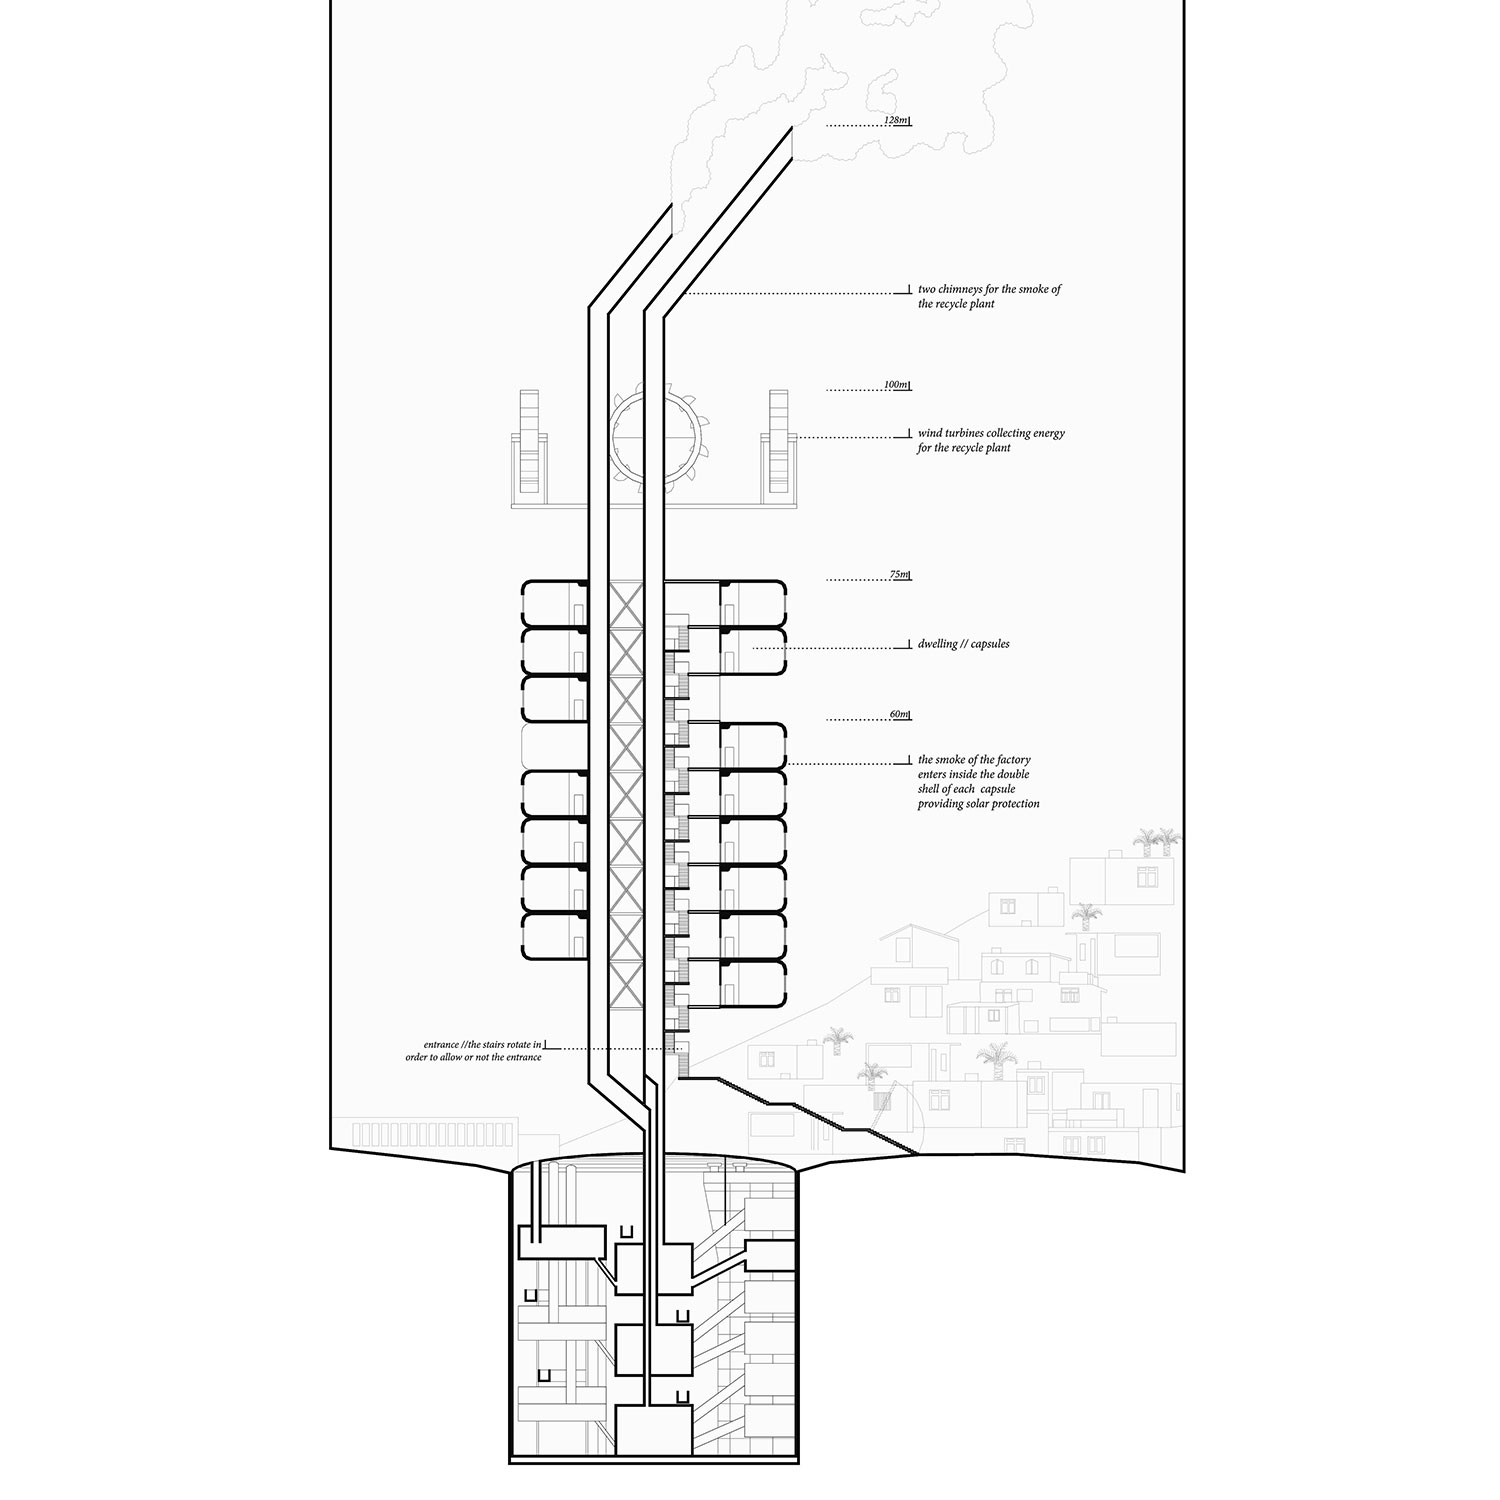 128m
two chimneys for the smoke of
the recycle plant
100m
wind turbines collecting energy
for the recycle plant
75m
dwelling // capsules
60m
the smoke of the factory
enters inside the double
shell of each capsule
providing solar protection
entrance //the stairs rotate in
order to allow or not the entrance